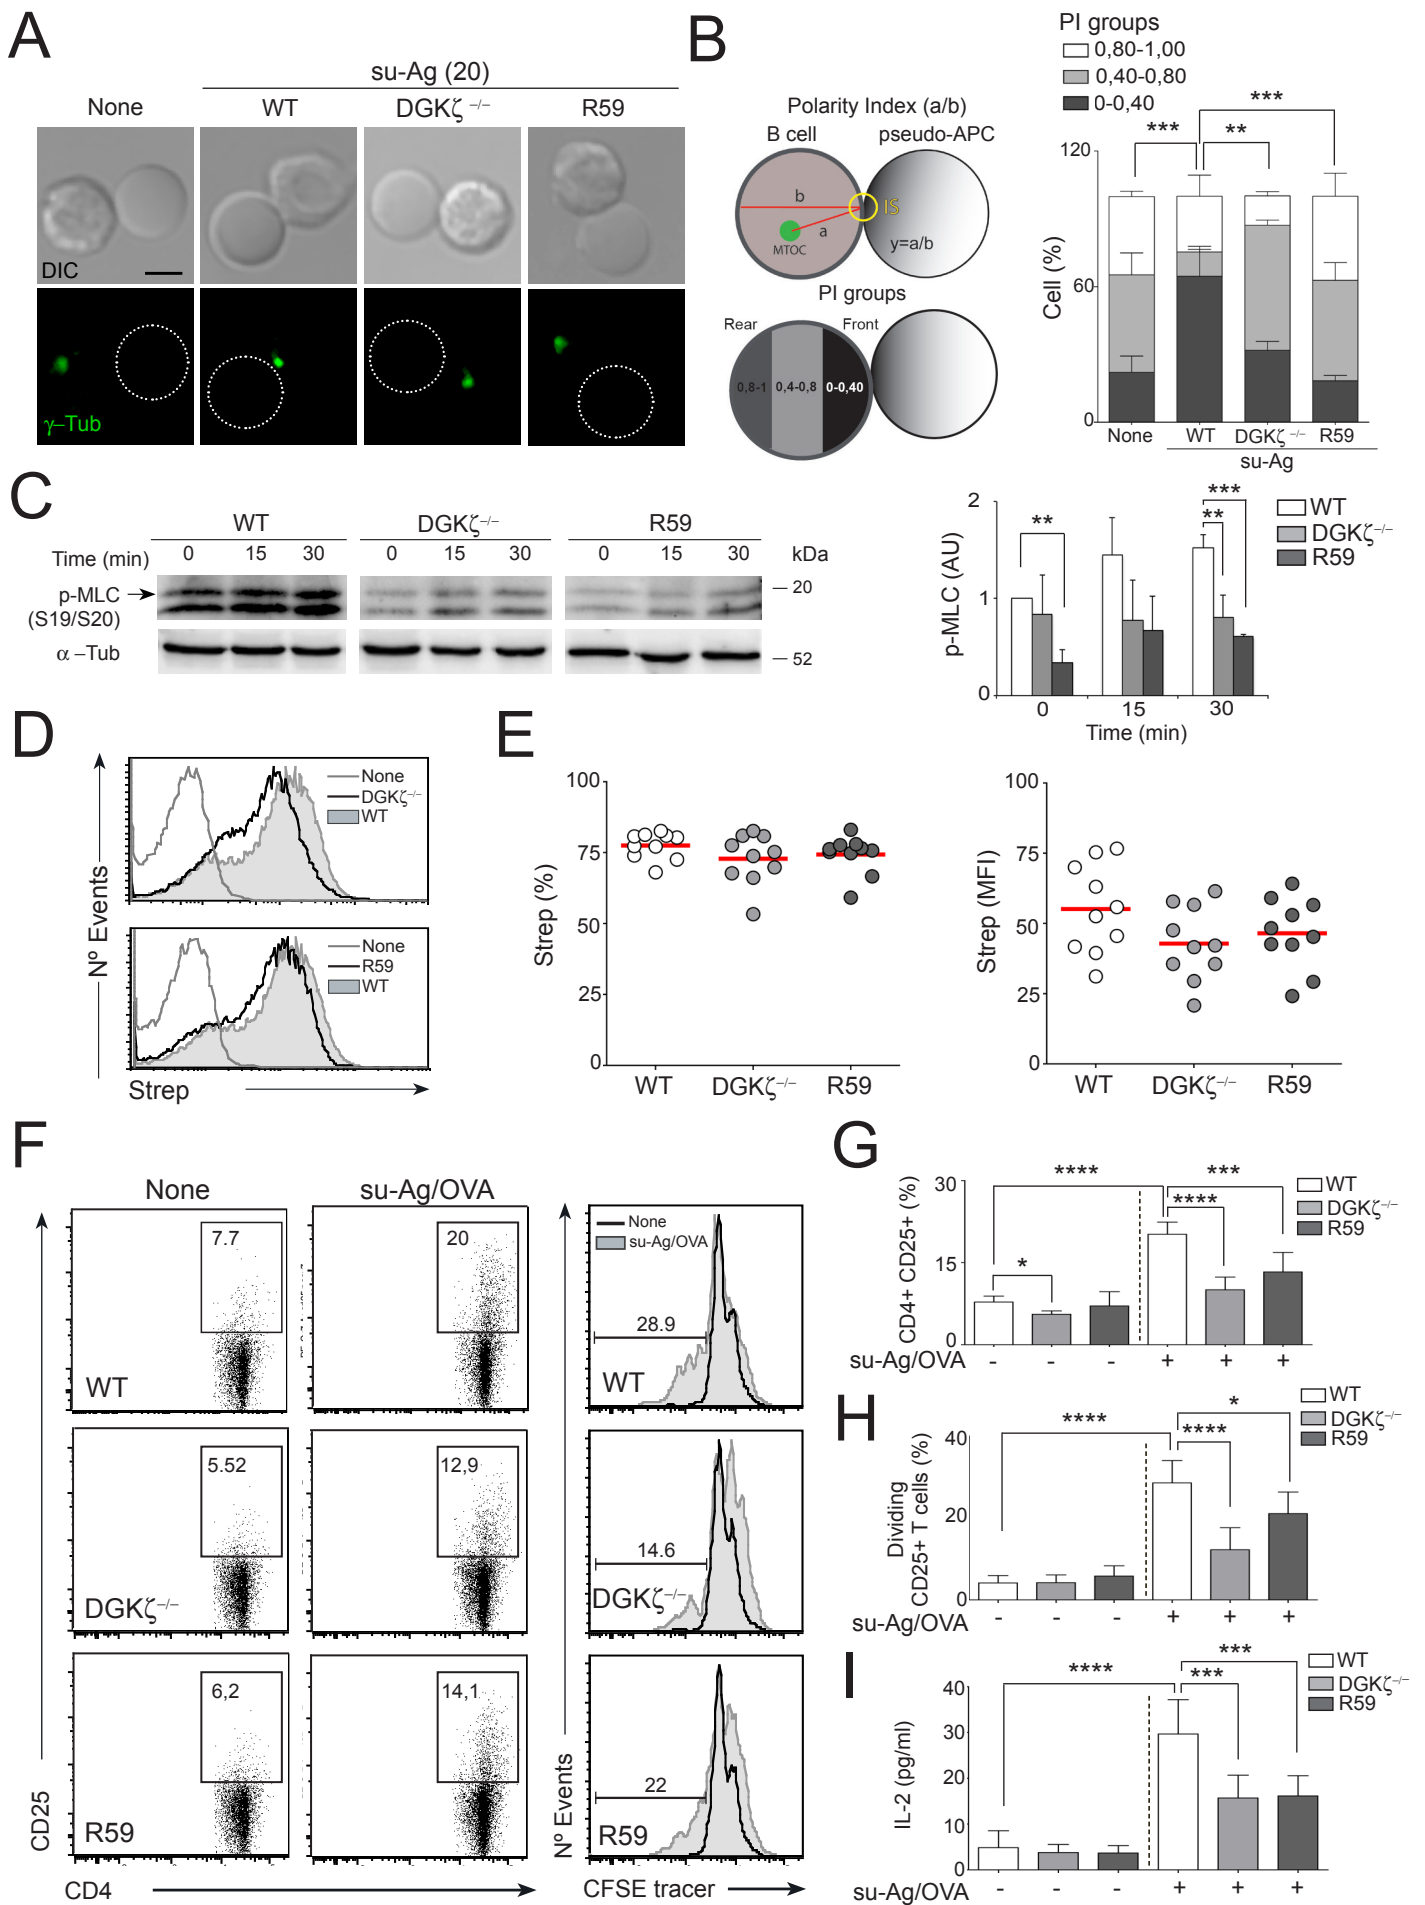 A
su-Ag (20)
None
WT
DGKζ –/–
R59
DIC
γ–Tub
B
Polarity Index (a/b)
B cell
pseudo-APC
b
a
IS
MTOC
y=a/b
PI groups
Rear
Front
0,8-1
0,4-0,8
0-0,40
PI groups
0,80-1,00
0,40-0,80
0-0,40
***
***
**
120
60
0
Cell (%)
None
WT
DGKζ –/–
R59
su-Ag
C
WT
DGKζ–/–
R59
Time (min)
0 15 30
0 15 30
0 15 30
kDa
p-MLC
(S19/S20)
20
α –Tub
52
2
1
0
p-MLC (AU)
**
***
**
WT
DGKζ–/–
R59
0 15 30
Time (min)
D
None
DGKζ–/–
WT
None
R59
WT
Nº Events
Strep
E
100
75
50
25
0
Strep (%)
WT
DGKζ–/–
R59
100
75
50
25
0
Strep (MFI)
WT
DGKζ–/–
R59
F
None
su-Ag/OVA
7.7
20
WT
5.52
12,9
DGKζ–/–
6,2
14,1
R59
CD25
CD4
None
su-Ag/OVA
28.9
WT
14.6
DGKζ–/–
22
R59
Nº Events
CFSE tracer
G
CD4+ CD25+ (%)
30
15
0
****
***
****
*
WT
DGKζ–/–
R59
su-Ag/OVA - - - + + +
H
Dividing
CD25+ T cells (%)
40
20
0
****
*
****
WT
DGKζ–/–
R59
su-Ag/OVA - - - + + +
I
IL-2 (pg/ml)
40
30
20
10
0
****
***
***
WT
DGKζ–/–
R59
su-Ag/OVA - - - + + +